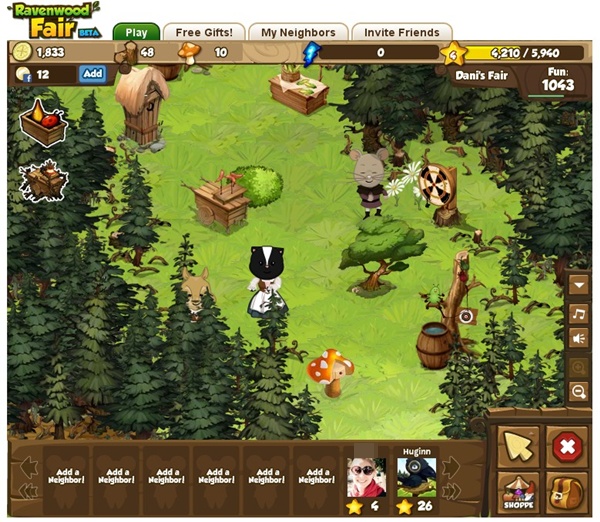 Ravenwood
Fair BETA
Play
Free Gifts!
My Neighbors
Invite Friends
1,833
48
10
0
6
4,210 / 5,940
12
Add
Dani's Fair
Fun:
1043
Add a
Neighbor!
Add a
Neighbor!
Add a
Neighbor!
Add a
Neighbor!
Add a
Neighbor!
Add a
Neighbor!
4
Huginn
26
SHOPPE